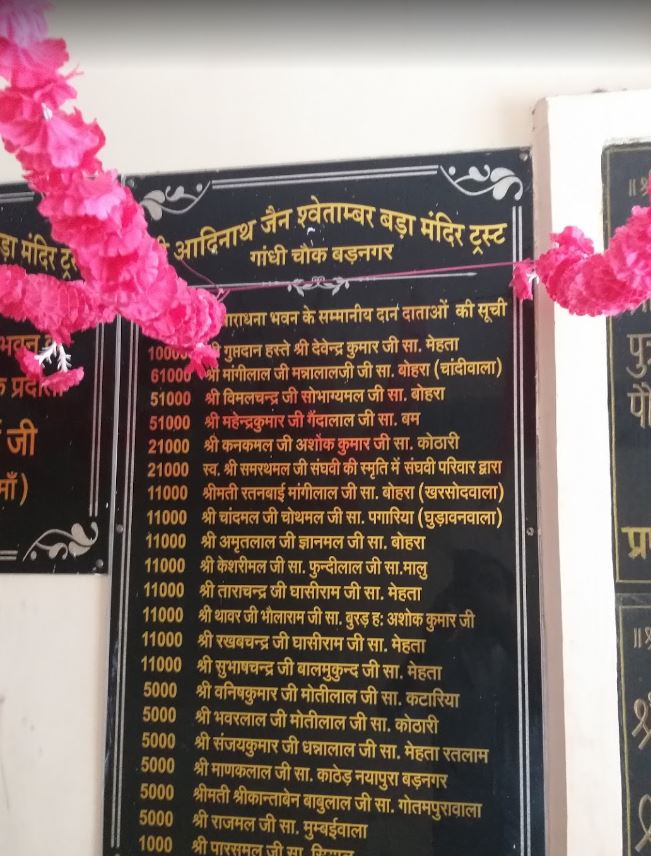 आदिनाथ जैन श्वेताम्बर बड़ा मंदिर ट्रस्ट
गांधी चौक बड़नगर
भवन के सम्मानीय दान दाताओं की सूची
श्री गुप्तदान हस्ते श्री देवेन्द्र कुमार जी सा. मेहता
61000 श्री मांगीलाल जी मन्नालालजी जी सा. बोहरा (चांदीवाला)
51000 श्री विमलचन्द्र जी सोभाग्यमल जी सा. बोहरा
51000 श्री महेन्द्रकुमार जी गैंदालाल जी सा. बम
21000 श्री कनकमल जी अशोक कुमार जी सा. कोठारी
21000 स्व. श्री समरथमल जी संघवी की स्मृति में संघवी परिवार द्वारा
11000 श्रीमती रतनबाई मांगीलाल जी सा. बोहरा (खरसोदवाला)
11000 श्री चांदमल जी चोथमल जी सा. पगारिया (घुड़ावनवाला)
11000 श्री अमृतलाल जी ज्ञानमल जी सा. बोहरा
11000 श्री केशरीमल जी सा. फुन्दीलाल जी सा.मालु
11000 श्री ताराचन्द्र जी घासीराम जी सा. मेहता
11000 श्री थावर जी भौलाराम जी सा. बुरड़ ह: अशोक कुमार जी
11000 श्री रखबचन्द्र जी घासीराम जी सा. मेहता
11000 श्री सुभाषचन्द्र जी बालमुकुन्द जी सा. मेहता
5000 श्री वनिषकुमार जी मोतीलाल जी सा. कटारिया
5000 श्री भवरलाल जी मोतीलाल जी सा. कोठारी
5000 श्री संजयकुमार जी धन्नालाल जी सा. मेहता रतलाम
5000 श्री माणकलाल जी सा. काठेड़ नयापुरा बड़नगर
5000 श्रीमती श्रीकान्ताबेन बाबुलाल जी सा. गोतमपुरावाला
5000 श्री राजमल जी सा. मुम्बईवाला
1000 श्री पारसमल जी सा.
मंदिर
जी
माँ)